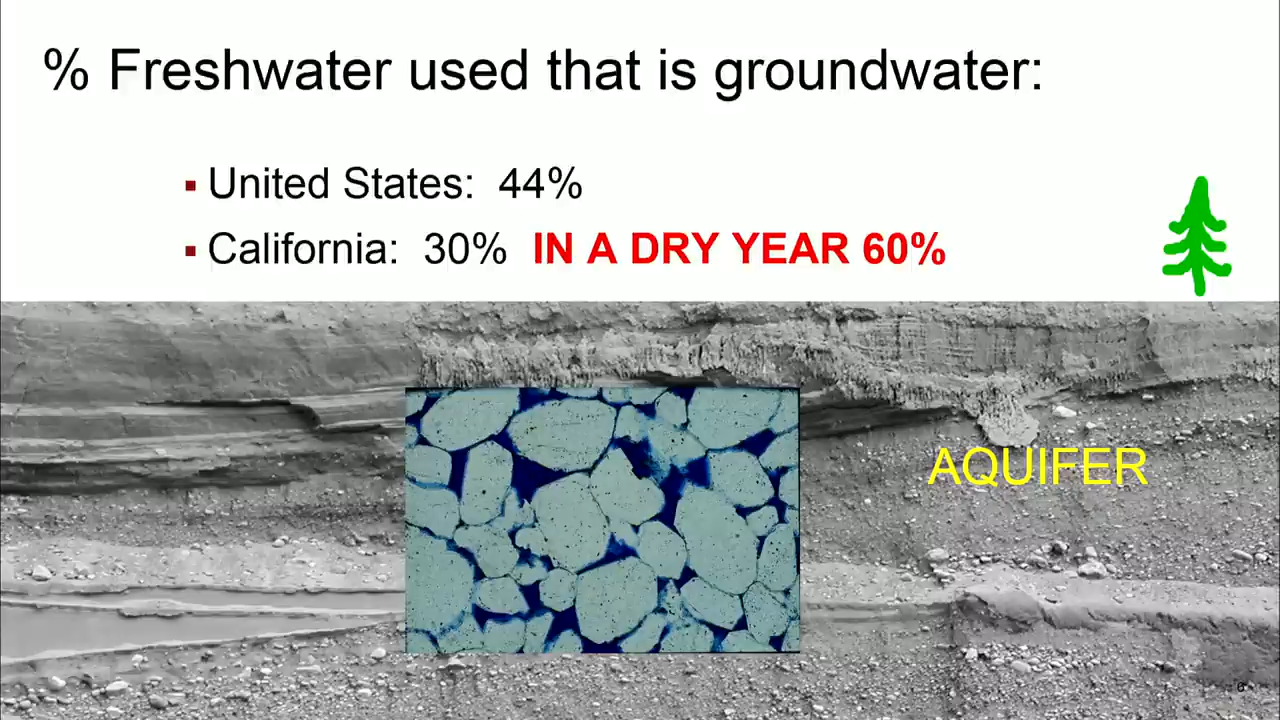 % Freshwater used that is groundwater:
▪ United States: 44%
▪ California: 30% IN A DRY YEAR 60%
AQUIFER